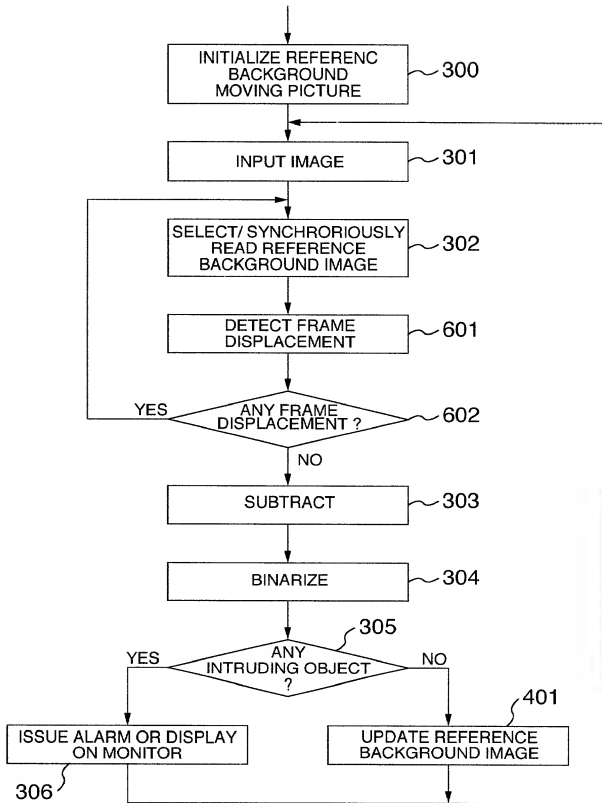 INITIALIZE REFERENC
BACKGROUND
MOVING PICTURE
300
INPUT IMAGE
301
SELECT/ SYNCHRORIOUSLY
READ REFERENCE
BACKGROUND IMAGE
302
DETECT FRAME
DISPLACEMENT
601
YES
ANY FRAME
DISPLACEMENT ?
602
NO
SUBTRACT
303
BINARIZE
304
305
YES
ANY
INTRUDING OBJECT
?
NO
401
ISSUE ALARM OR DISPLAY
ON MONITOR
306
UPDATE REFERENCE
BACKGROUND IMAGE